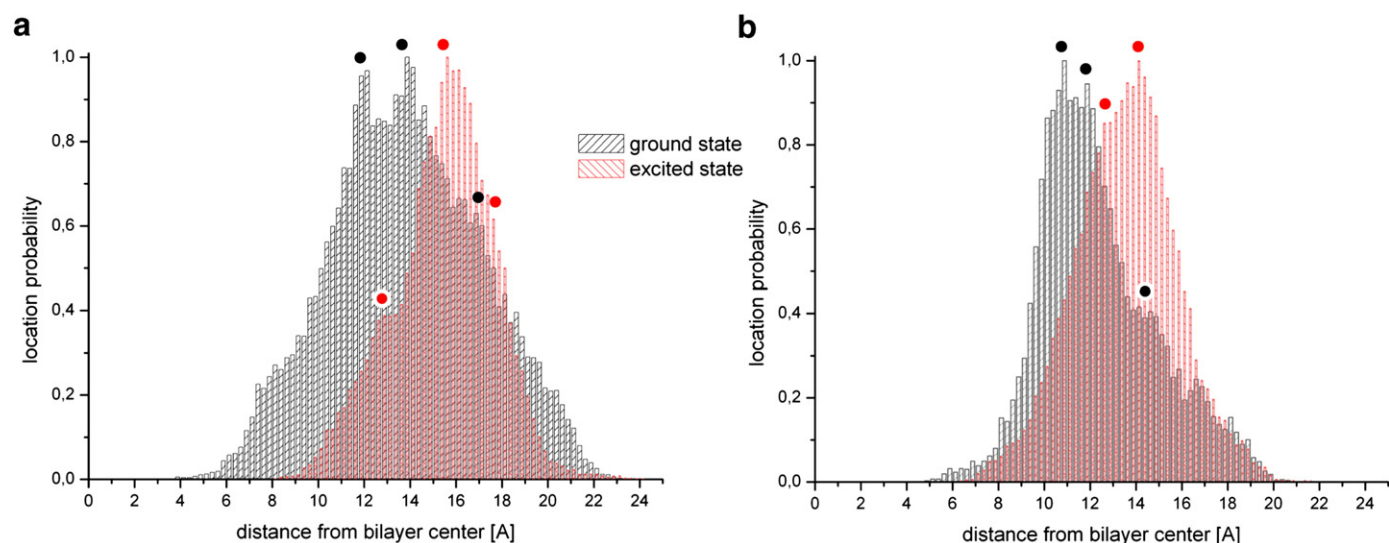 a
1,0
0,8
0,6
0,4
0,2
0,0
location probability
0 2 4 6 8 10 12 14 16 18 20 22 24
distance from bilayer center [A]
ground state
excited state
b
1,0
0,8
0,6
0,4
0,2
0,0
location probability
0 2 4 6 8 10 12 14 16 18 20 22 24
distance from bilayer center [A]